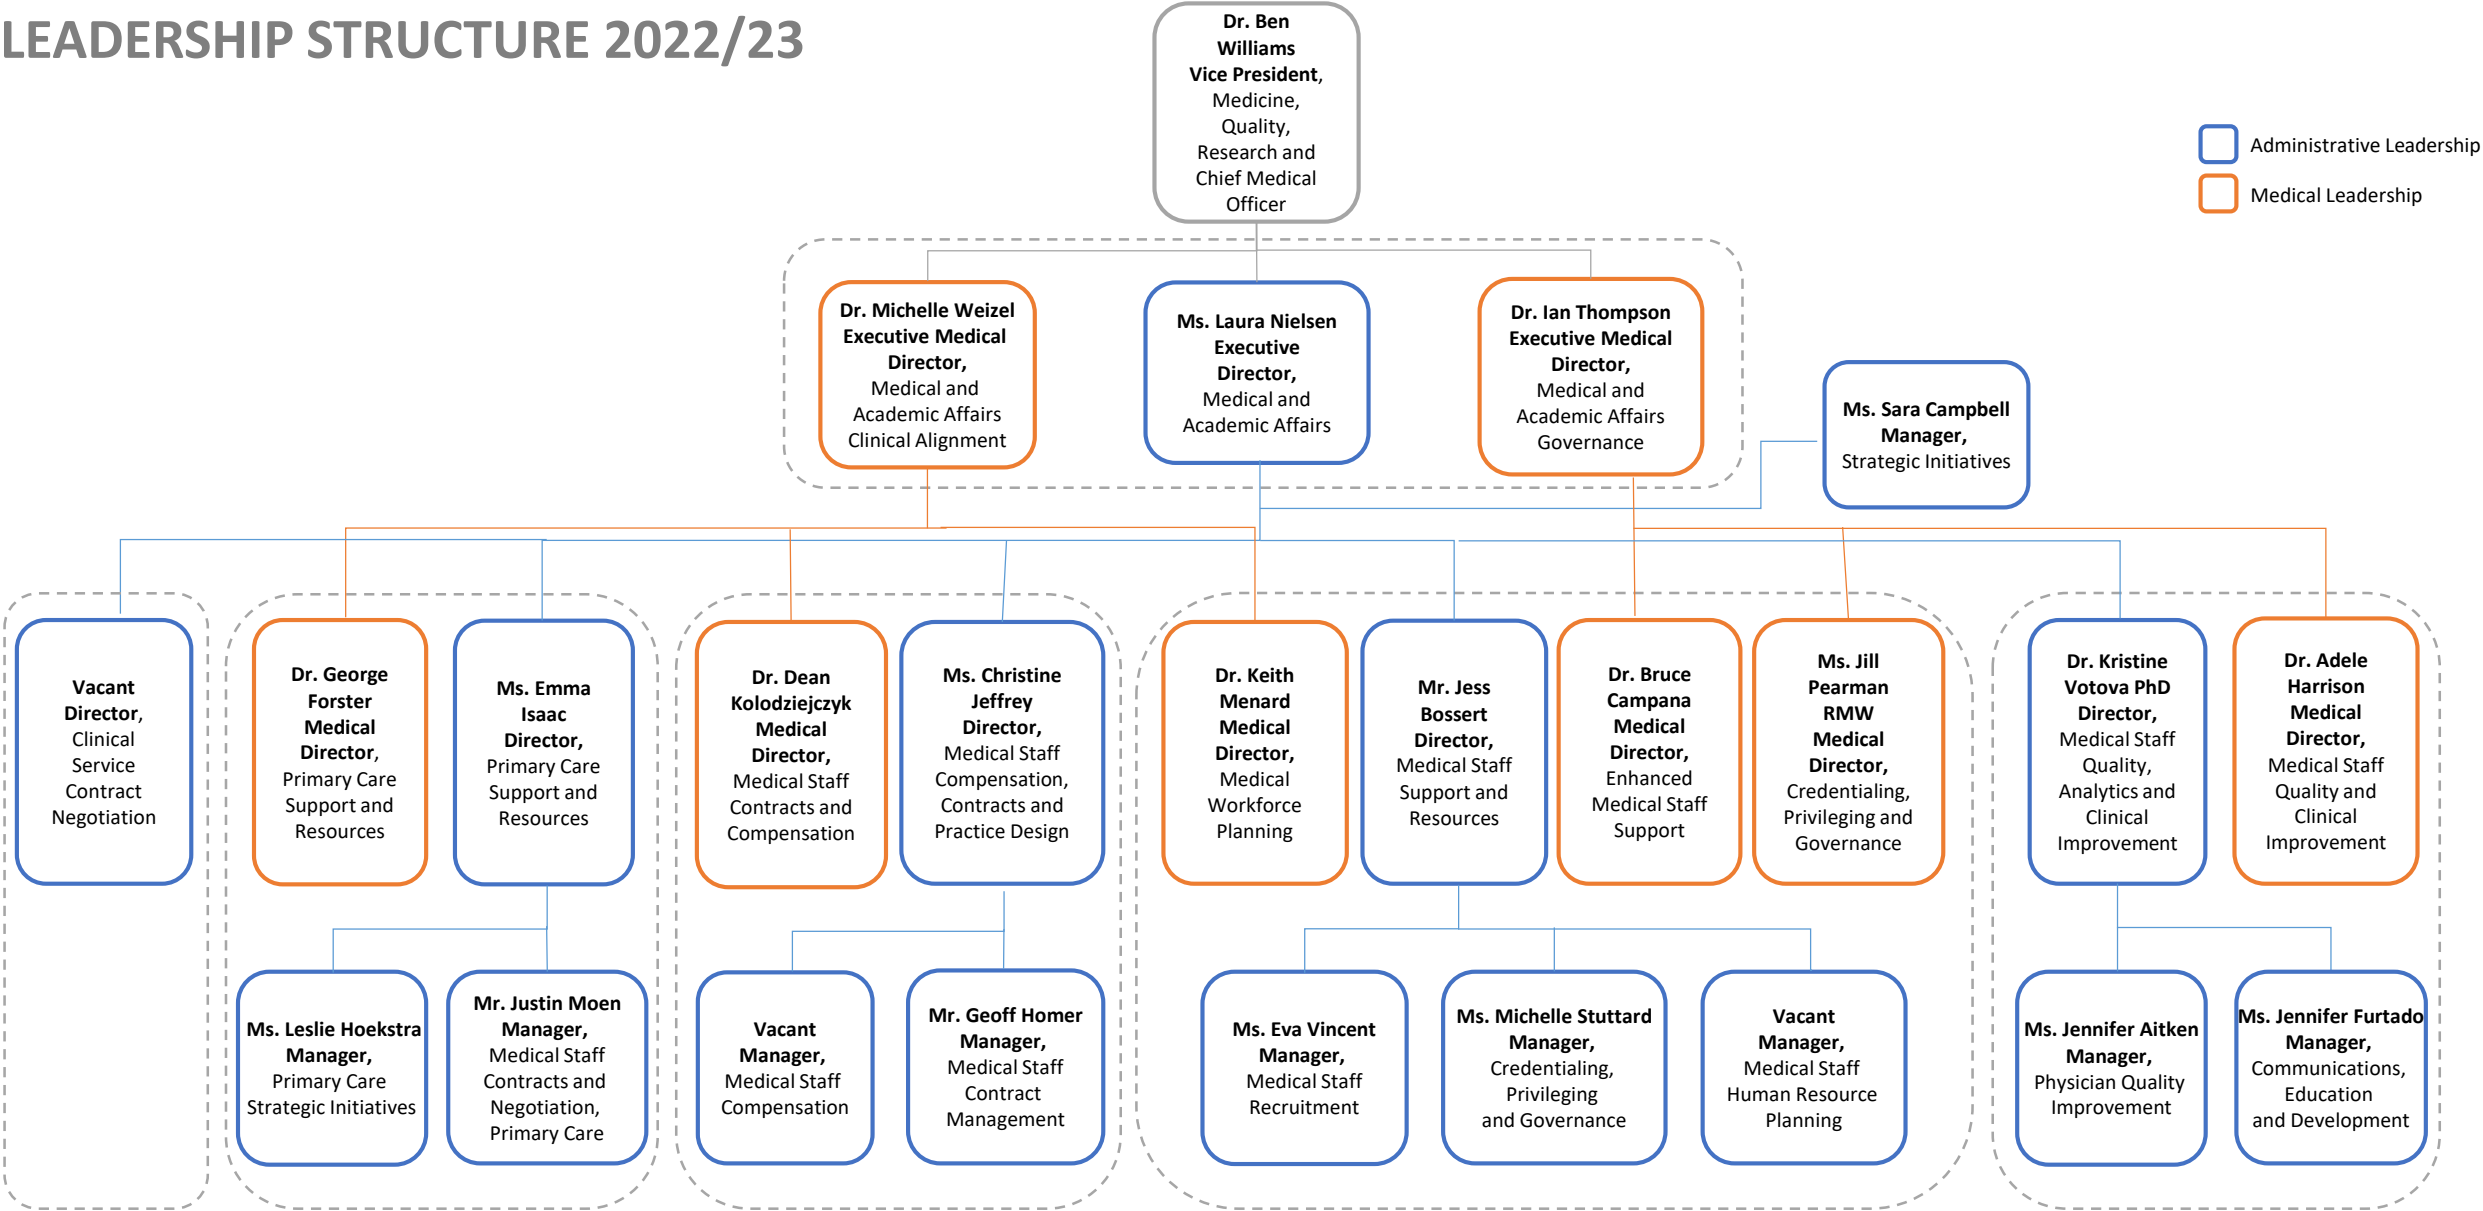 LEADERSHIP STRUCTURE 2022/23
Dr. Ben
Williams
Vice President,
Medicine,
Quality,
Research and
Chief Medical
Officer
Administrative Leadership
Medical Leadership
Dr. Michelle Weizel
Executive Medical
Director,
Medical and
Academic Affairs
Clinical Alignment
Ms. Laura Nielsen
Executive
Director,
Medical and
Academic Affairs
Dr. Ian Thompson
Executive Medical
Director,
Medical and
Academic Affairs
Governance
Ms. Sara Campbell
Manager,
Strategic Initiatives
Vacant
Director,
Clinical
Service
Contract
Negotiation
Dr. George
Forster
Medical
Director,
Primary Care
Support and
Resources
Ms. Emma
Isaac
Director,
Primary Care
Support and
Resources
Dr. Dean
Kolodziejczyk
Medical
Director,
Medical Staff
Contracts and
Compensation
Ms. Christine
Jeffrey
Director,
Medical Staff
Compensation,
Contracts and
Practice Design
Dr. Keith
Menard
Medical
Director,
Medical
Workforce
Planning
Mr. Jess
Bossert
Director,
Medical Staff
Support and
Resources
Dr. Bruce
Campana
Medical
Director,
Enhanced
Medical Staff
Support
Ms. Jill
Pearman
RMW
Medical
Director,
Credentialing,
Privileging and
Governance
Dr. Kristine
Votova PhD
Director,
Medical Staff
Quality,
Analytics and
Clinical
Improvement
Dr. Adele
Harrison
Medical
Director,
Medical Staff
Quality and
Clinical
Improvement
Ms. Leslie Hoekstra
Manager,
Primary Care
Strategic Initiatives
Mr. Justin Moen
Manager,
Medical Staff
Contracts and
Negotiation,
Primary Care
Vacant
Manager,
Medical Staff
Compensation
Mr. Geoff Homer
Manager,
Medical Staff
Contract
Management
Ms. Eva Vincent
Manager,
Medical Staff
Recruitment
Ms. Michelle Stuttard
Manager,
Credentialing,
Privileging
and Governance
Vacant
Manager,
Medical Staff
Human Resource
Planning
Ms. Jennifer Aitken
Manager,
Physician Quality
Improvement
Ms. Jennifer Furtado
Manager,
Communications,
Education
and Development